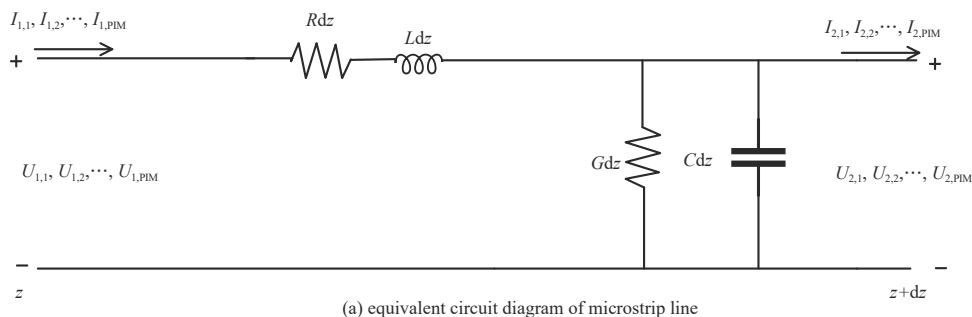 I1,1, I1,2,⋯, I1,PIM
Rdz
Ldz
I2,1, I2,2,⋯, I2,PIM
+
+
Gdz
Cdz
U1,1, U1,2,⋯, U1,PIM
U2,1, U2,2,⋯, U2,PIM
−
−
z
z+dz
(a) equivalent circuit diagram of microstrip line